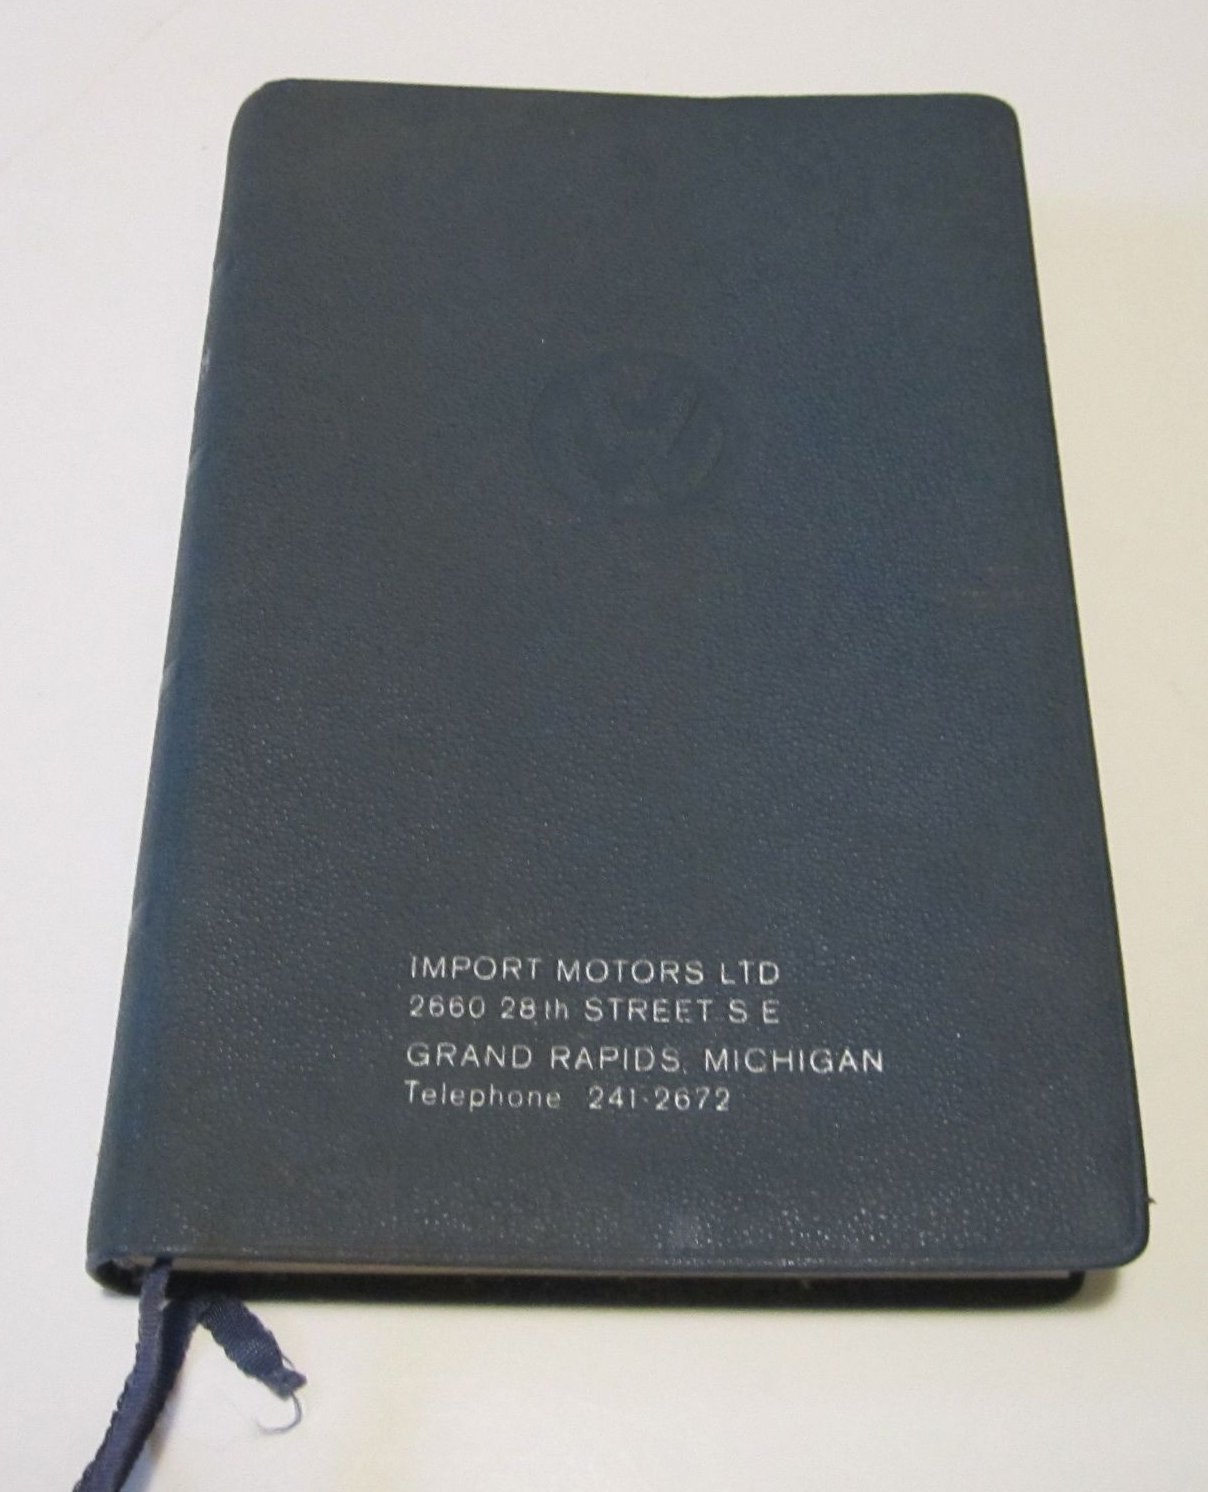 IMPORT MOTORS LTD
2660 28th STREET S E
GRAND RAPIDS, MICHIGAN
Telephone 241-2672